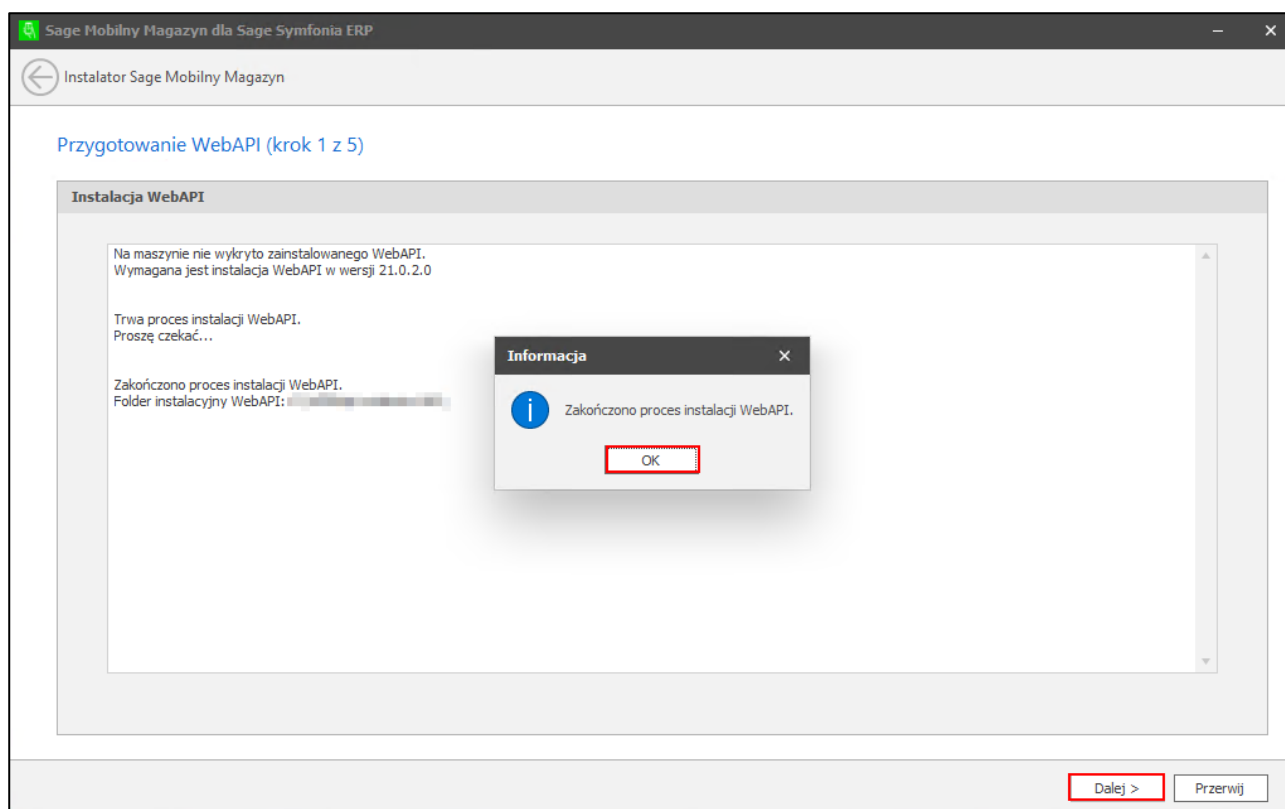 Sage Mobilny Magazyn dla Sage Symfonia ERP
Instalator Sage Mobilny Magazyn
Przygotowanie WebAPI (krok 1 z 5)
Instalacja WebAPI
Na maszynie nie wykryto zainstalowanego WebAPI.
Wymagana jest instalacja WebAPI w wersji 21.0.2.0
Trwa proces instalacji WebAPI.
Proszę czekać...
Zakończono proces instalacji WebAPI.
Folder instalacyjny WebAPI:
Informacja
Zakończono proces instalacji WebAPI.
OK
Dalej >
Przerwij